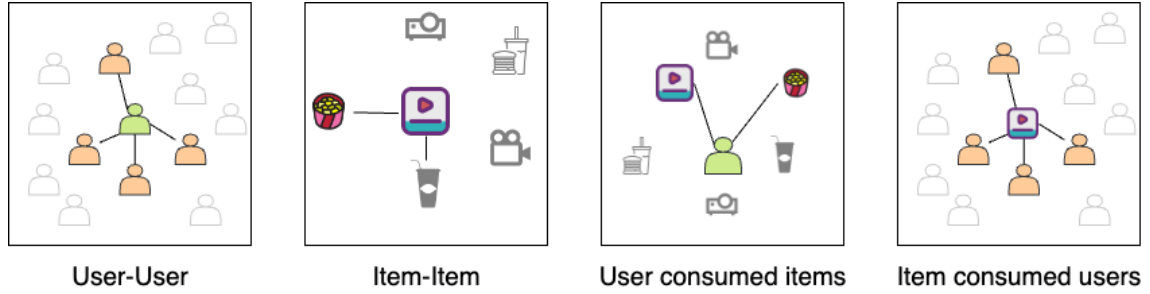 User-User
Item-Item
User consumed items
Item consumed users